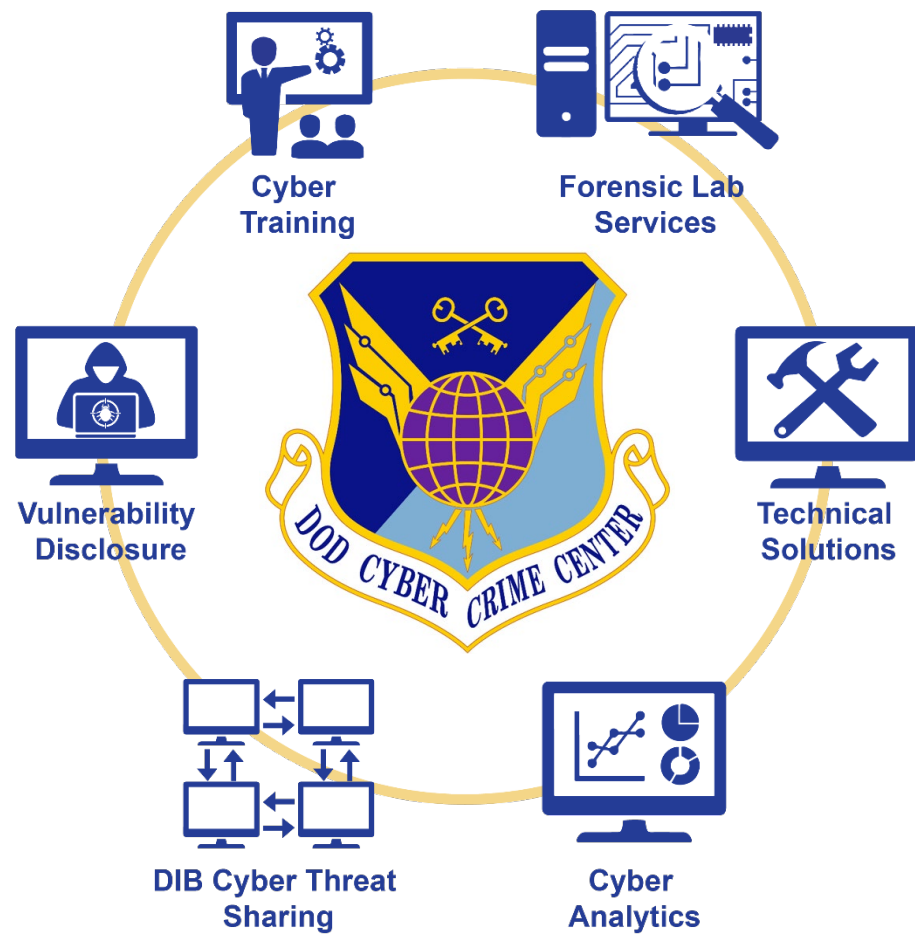 Cyber
Training
Forensic Lab
Services
Vulnerability
Disclosure
DOD CYBER CRIME CENTER
Technical
Solutions
DIB Cyber Threat
Sharing
Cyber
Analytics